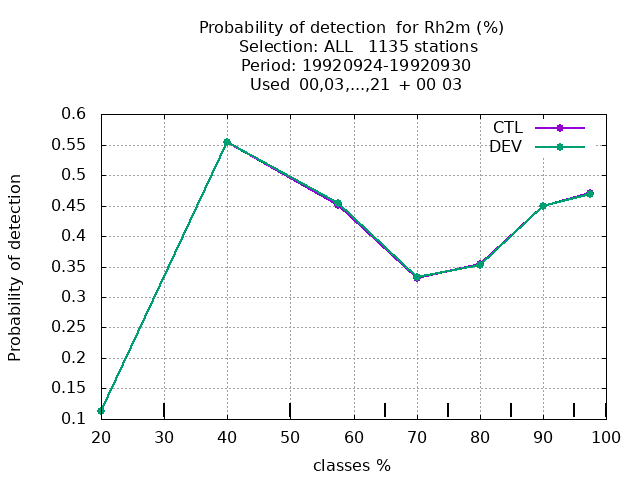 Probability of detection  for Rh2m (%)
Selection: ALL   1135 stations
Period: 19920924-19920930
Used  00,03,...,21  + 00 03
CTL
DEV
Probability of detection
0.6
0.55
0.5
0.45
0.4
0.35
0.3
0.25
0.2
0.15
0.1
20 30 40 50 60 70 80 90 100
classes %